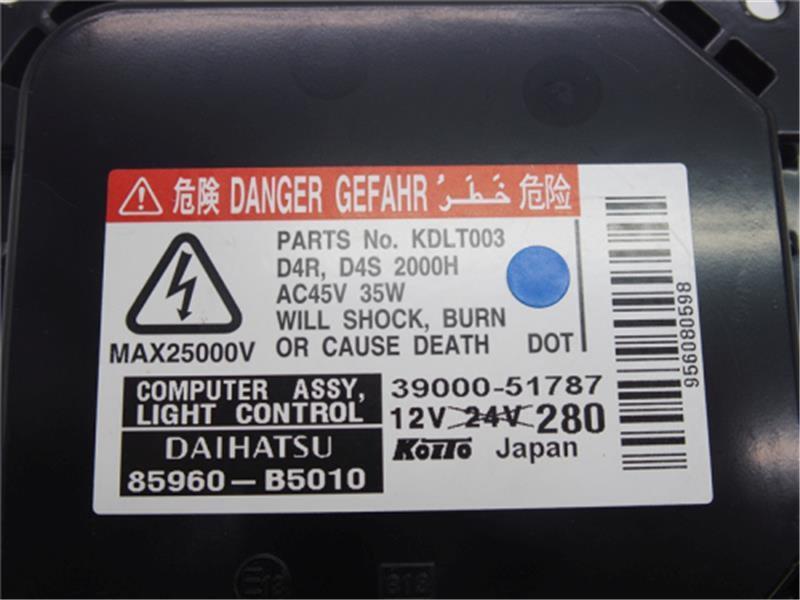 危険 DANGER GEFAHR خَطَرُ 危险
PARTS No. KDLT003
D4R, D4S 2000H
AC45V 35W
WILL SHOCK, BURN
OR CAUSE DEATH DOT
MAX25000V
956080598
COMPUTER ASSY,
LIGHT CONTROL
DAIHATSU
85960-B5010
39000-51787
12V 24V 280
KOITO Japan